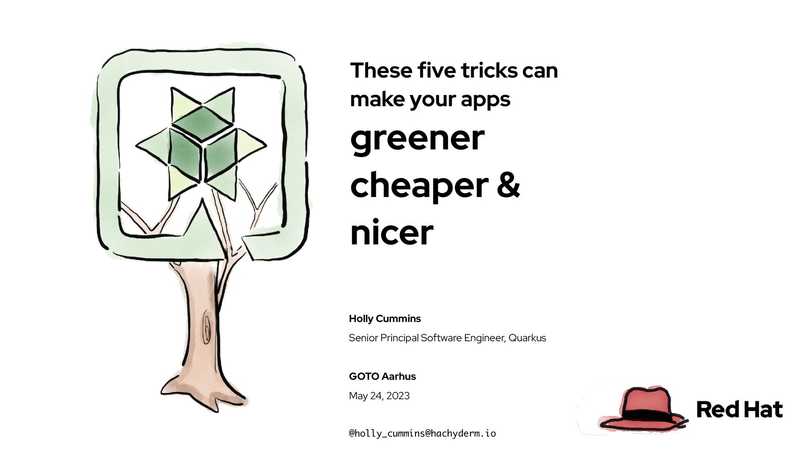 These five tricks can
make your apps
greener
cheaper &
nicer
Holly Cummins
Senior Principal Software Engineer, Quarkus
GOTO Aarhus
May 24, 2023
@holly_cummins@hachyderm.io
Red Hat